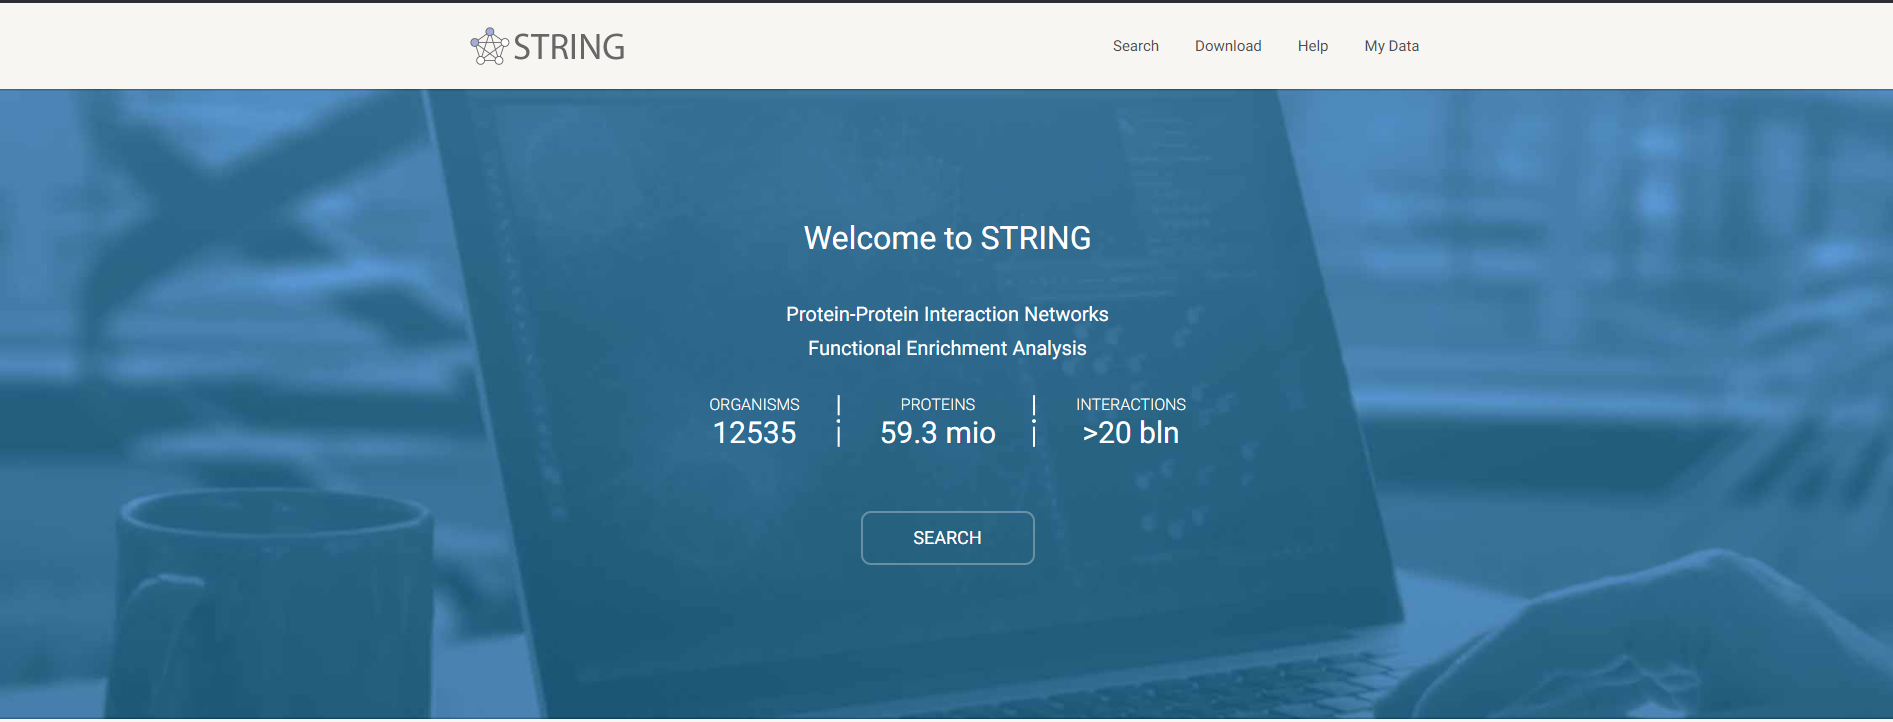 STRING
Search Download Help My Data
Welcome to STRING
Protein-Protein Interaction Networks
Functional Enrichment Analysis
ORGANISMS PROTEINS INTERACTIONS
12535 59.3 mio >20 bln
SEARCH